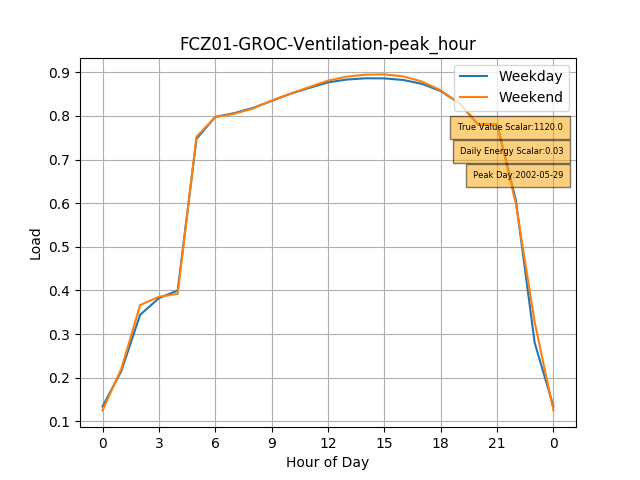 FCZ01-GROC-Ventilation-peak_hour
Weekday
Weekend
True Value Scalar:1120.0
Daily Energy Scalar:0.03
Peak Day:2002-05-29
Load
0.9
0.8
0.7
0.6
0.5
0.4
0.3
0.2
0.1
0 3 6 9 12 15 18 21 0
Hour of Day